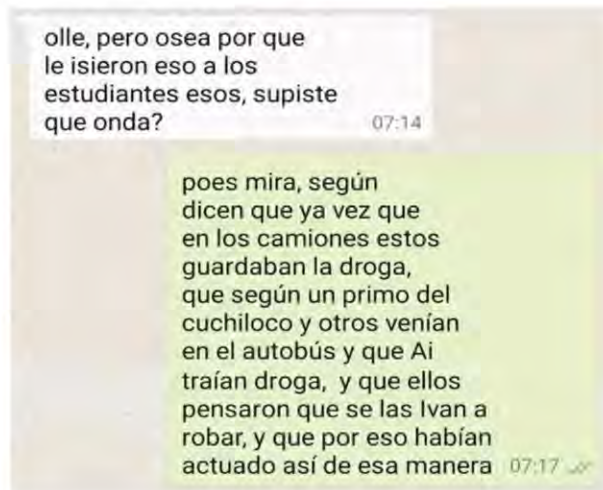 olle, pero osea por que
le isieron eso a los
estudiantes esos, supiste
que onda?
07:14
poes mira, según
dicen que ya vez que
en los camiones estos
guardaban la droga,
que según un primo del
cuchiloco y otros venían
en el autobús y que Ai
traían droga, y que ellos
pensaron que se las Ivan a
robar, y que por eso habían
actuado así de esa manera 07:17